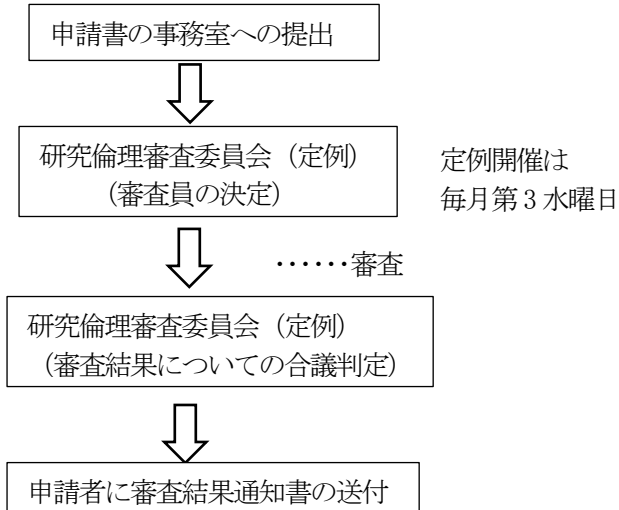 申請書の事務室への提出
研究倫理審査委員会（定例）
（審査員の決定）
定例開催は
毎月第３水曜日
‥‥‥審査
研究倫理審査委員会（定例）
（審査結果についての合議判定）
申請者に審査結果通知書の送付